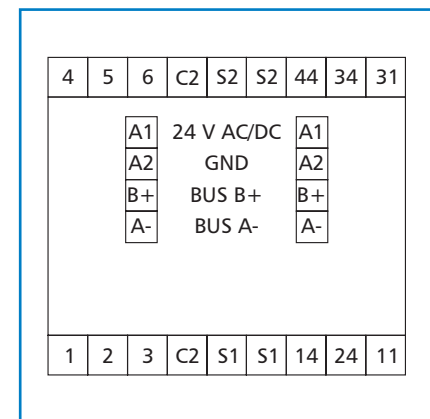 4 5 6 C2 S2 S2 44 34 31
A1 24 V AC/DC A1
A2 GND A2
B+ BUS B+ B+
A- BUS A- A-
1 2 3 C2 S1 S1 14 24 11